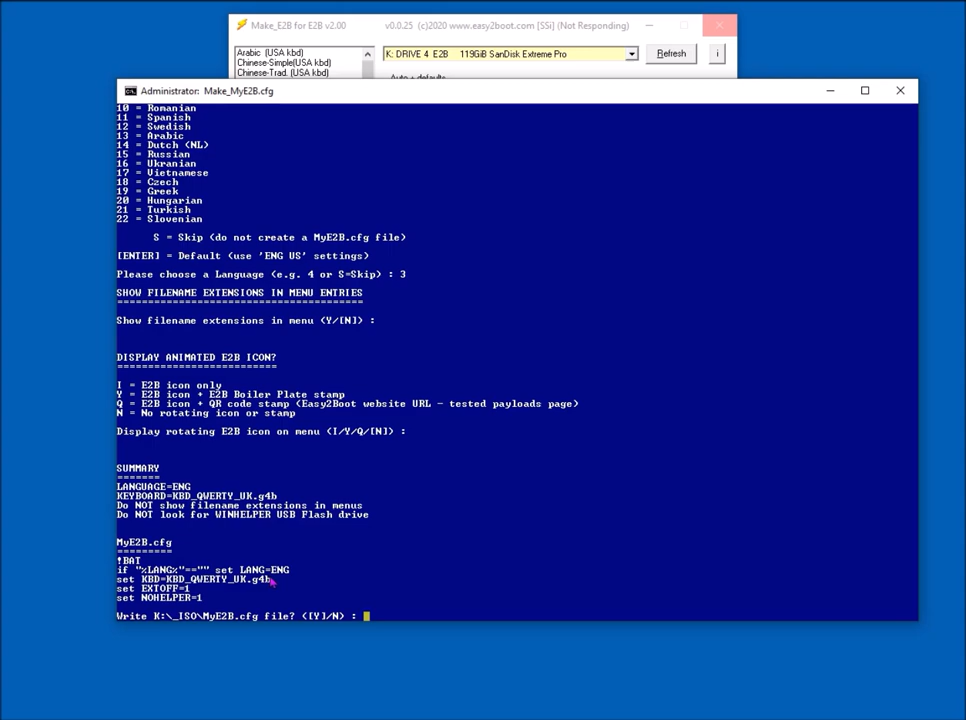 Make_E2B for E2B v2.00 v0.0.25 (c)2020 www.easy2boot.com [SSi] (Not Responding)
Arabic (USA kbd)
Chinese-Simple(USA kbd)
Chinese-Trad. (USA kbd)
K: DRIVE 4 E2B 119GiB SanDisk Extreme Pro
Refresh
i
Auto + defaults
Administrator: Make_MyE2B.cfg
10 = Romanian
11 = Spanish
12 = Swedish
13 = Arabic
14 = Dutch (NL)
15 = Russian
16 = Ukranian
17 = Vietnamese
18 = Czech
19 = Greek
20 = Hungarian
21 = Turkish
22 = Slovenian
S = Skip (do not create a MyE2B.cfg file)
[ENTER] = Default (use 'ENG US' settings)
Please choose a Language (e.g. 4 or S=Skip) : 3
SHOW FILENAME EXTENSIONS IN MENU ENTRIES
========================================
Show filename extensions in menu (Y/[N]) :
DISPLAY ANIMATED E2B ICON?
==========================
I = E2B icon only
Y = E2B icon + E2B Boiler Plate stamp
Q = E2B icon + QR code stamp (Easy2Boot website URL - tested payloads page)
N = No rotating icon or stamp
Display rotating E2B icon on menu (I/Y/Q/[N]) :
SUMMARY
=======
LANGUAGE=ENG
KEYBOARD=KBD_QWERTY_UK.g4b
Do NOT show filename extensions in menus
Do NOT look for WINHELPER USB Flash drive
MyE2B.cfg
=========
!BAT
if "%LANG%"=="" set LANG=ENG
set KBD=KBD_QWERTY_UK.g4b
set EXTOFF=1
set NOHELPER=1
Write K:\_ISO\MyE2B.cfg file? ([Y]/N) :